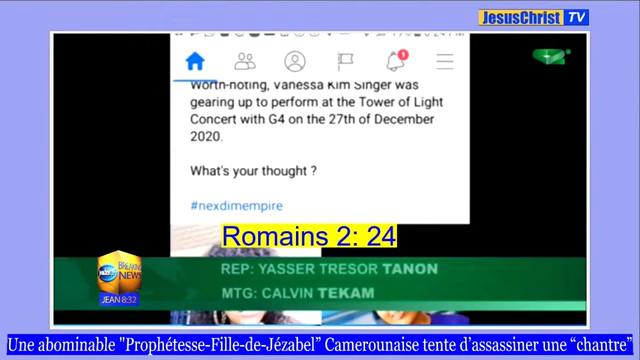 JesusChrist TV
Worth-noting, Vanessa Kim Singer was
gearing up to perform at the Tower of Light
Concert with G4 on the 27th of December
2020.
What's your thought ?
#nexdimempire
Romains 2: 24
BREAKING
NEWS
JEAN 8:32
REP: YASSER TRESOR TANON
MTG: CALVIN TEKAM
Une abominable "Prophétesse-Fille-de-Jézabel” Camerounaise tente d’assassiner une “chantre”